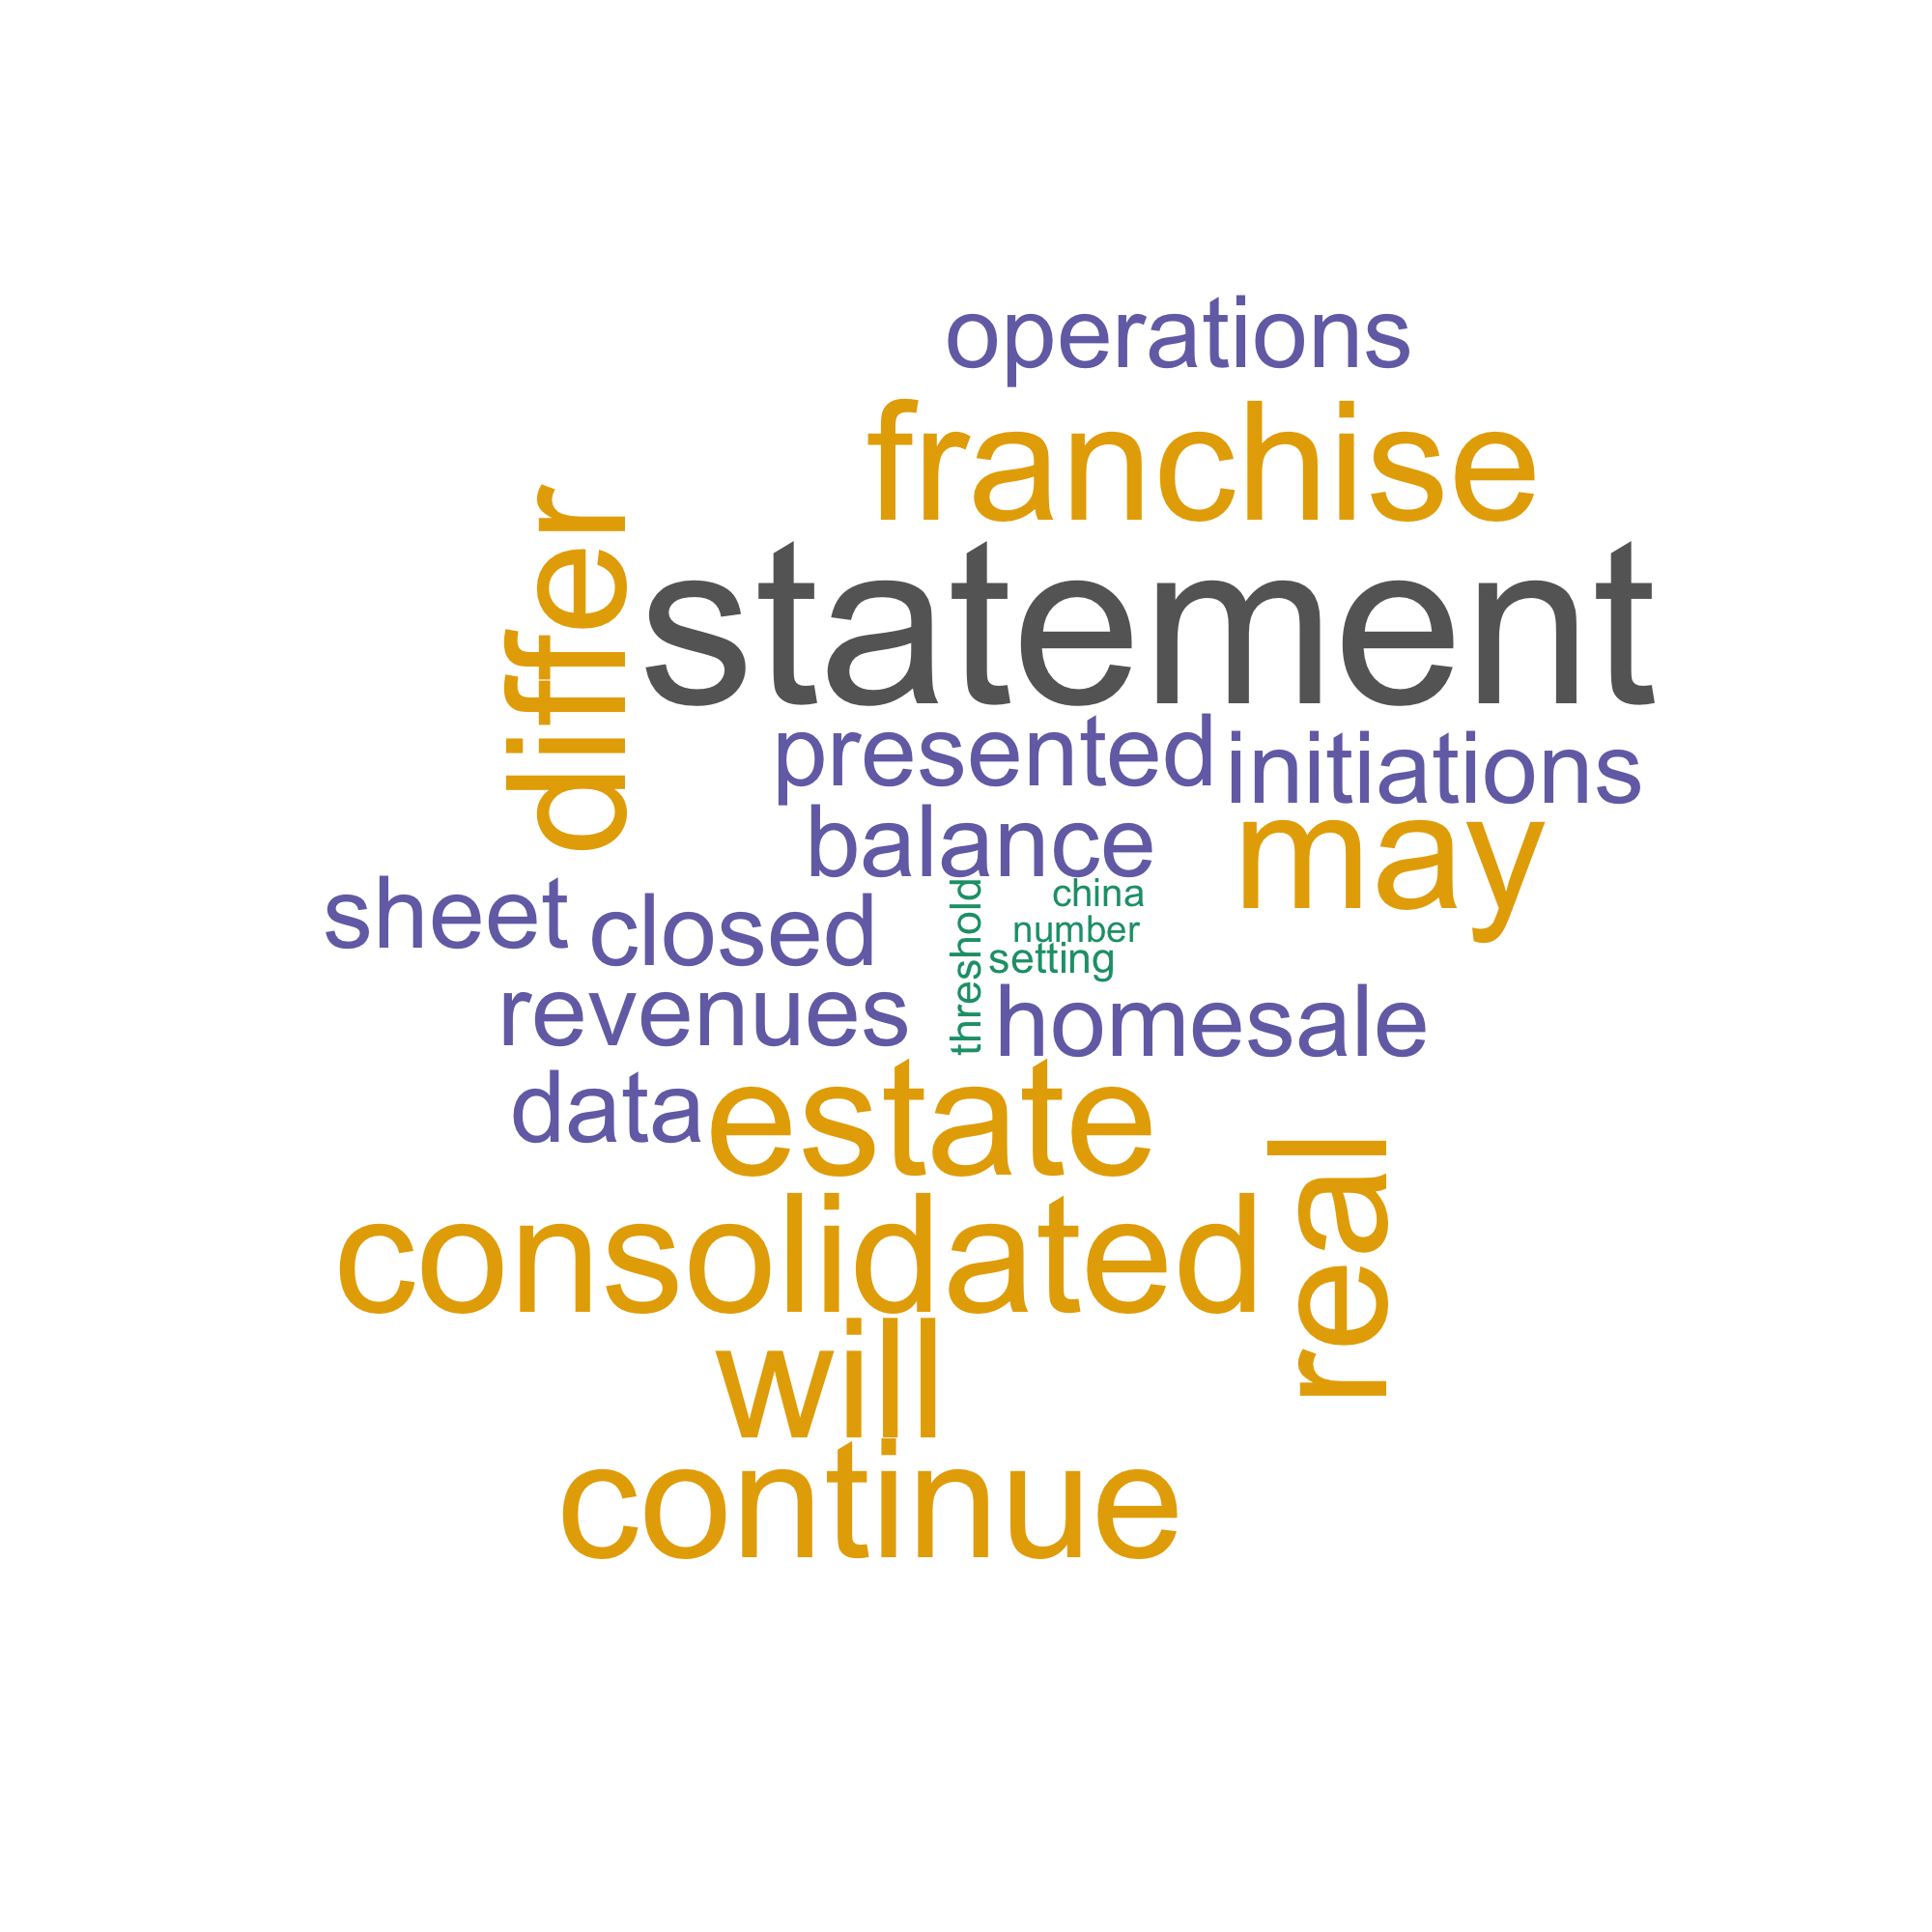 operations
franchise
differ
statement
presented
initiations
balance
may
sheet
closed
threshold
china
number
setting
revenues
homesale
data
estate
real
consolidated
will
continue